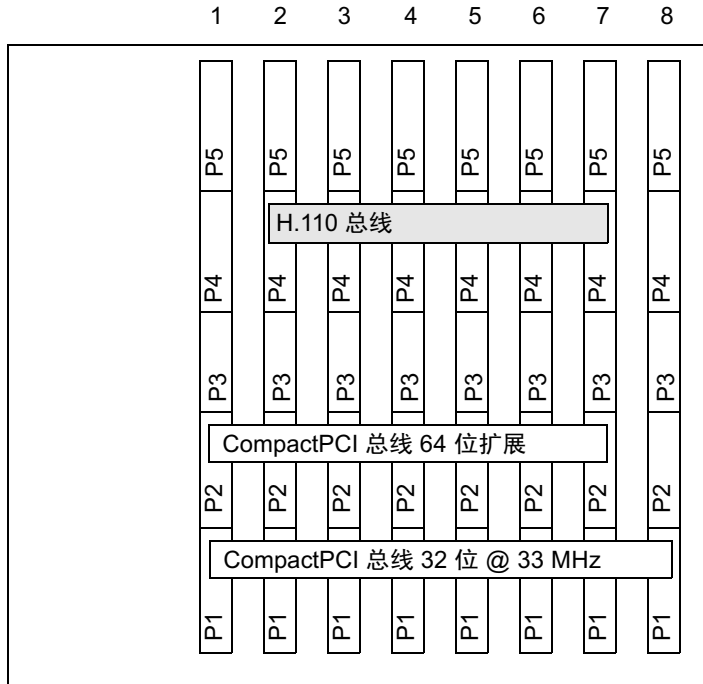 1 2 3 4 5 6 7 8
P5 P5 P5 P5 P5 P5 P5 P5
H.110 总线
P4 P4 P4 P4 P4 P4 P4 P4
P3 P3 P3 P3 P3 P3 P3 P3
CompactPCI 总线 64 位扩展
P2 P2 P2 P2 P2 P2 P2 P2
CompactPCI 总线 32 位 @ 33 MHz
P1 P1 P1 P1 P1 P1 P1 P1